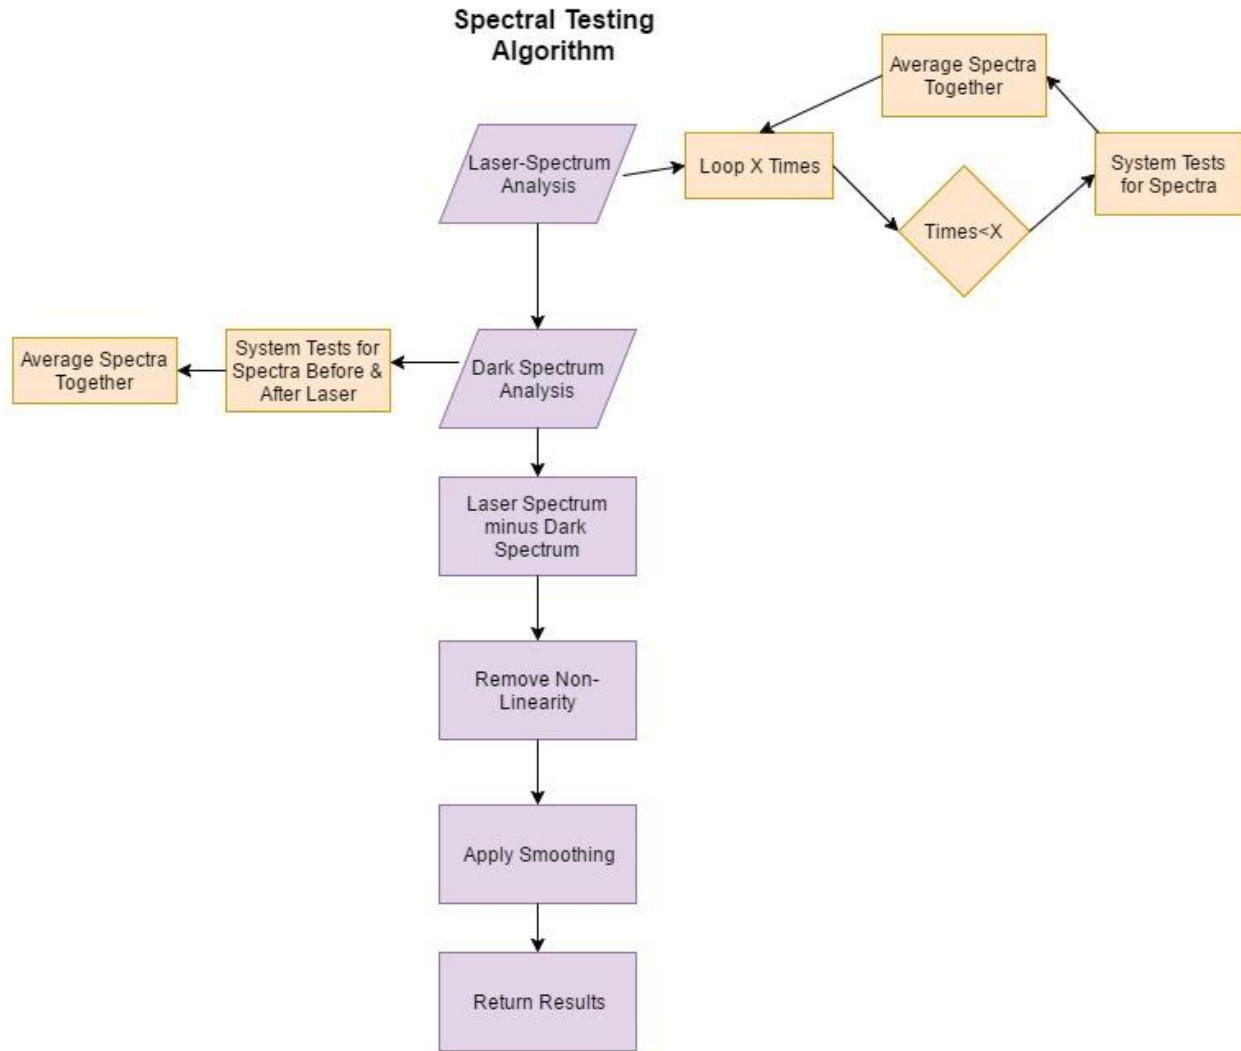 Spectral Testing
Algorithm
Average Spectra
Together
Laser-Spectrum
Analysis
Loop X Times
System Tests
for Spectra
Times<X
Average Spectra
Together
System Tests for
Spectra Before &
After Laser
Dark Spectrum
Analysis
Laser Spectrum
minus Dark
Spectrum
Remove Non-
Linearity
Apply Smoothing
Return Results